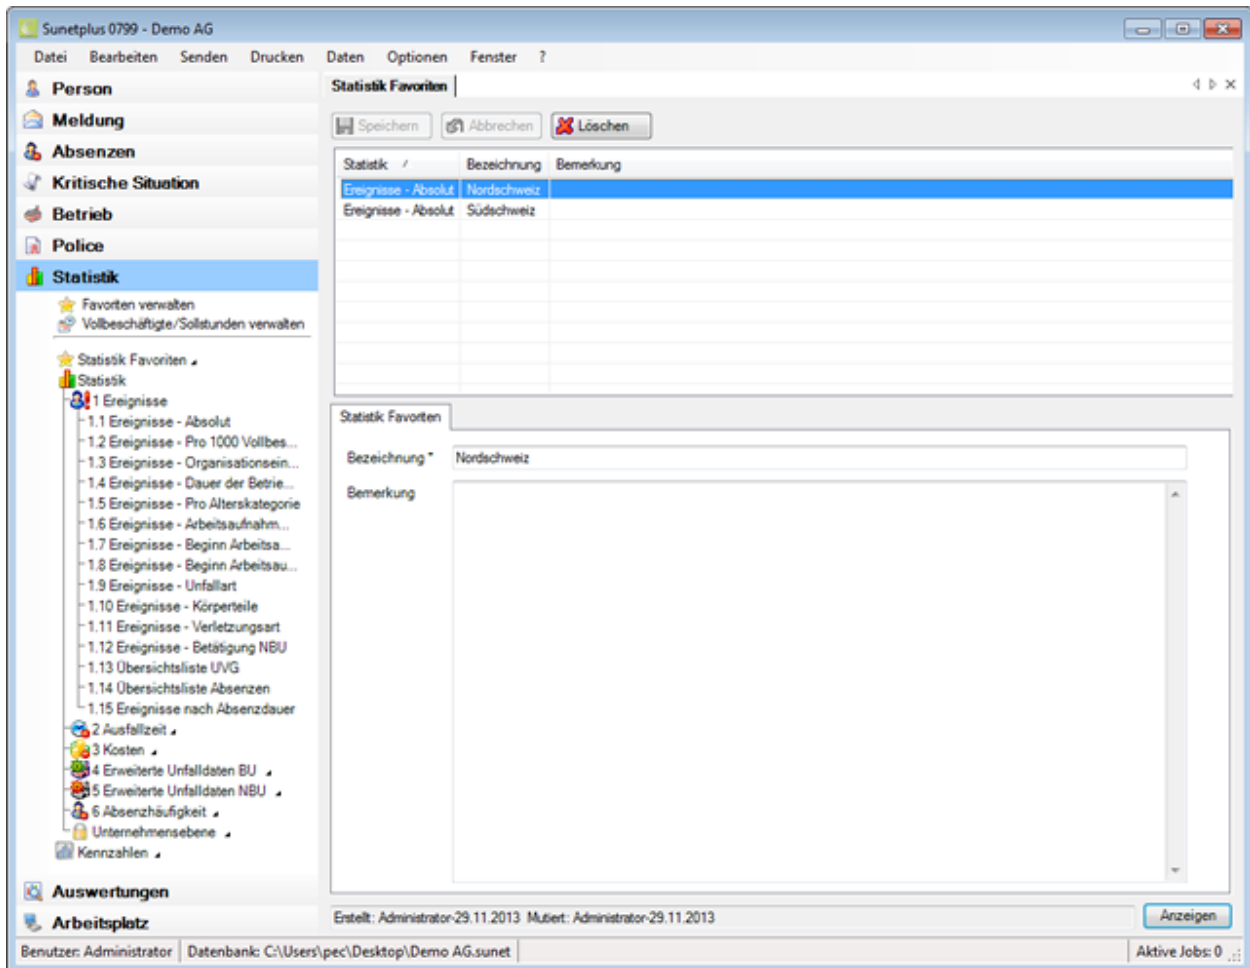 Sunetplus 0799 - Demo AG
Datei Bearbeiten Senden Drucken Daten Optionen Fenster ?
Person
Meldung
Absenzen
Kritische Situation
Betrieb
Police
Statistik
Favoriten verwalten
Vollbeschäftigte/Sollstunden verwalten
Statistik Favoriten
Statistik
1 Ereignisse
1.1 Ereignisse - Absolut
1.2 Ereignisse - Pro 1000 Vollbes...
1.3 Ereignisse - Organisationsein...
1.4 Ereignisse - Dauer der Betrie...
1.5 Ereignisse - Pro Alterskategorie
1.6 Ereignisse - Arbeitsaufnahm...
1.7 Ereignisse - Beginn Arbeitsa...
1.8 Ereignisse - Beginn Arbeitsau...
1.9 Ereignisse - Unfallart
1.10 Ereignisse - Körperteile
1.11 Ereignisse - Verletzungsart
1.12 Ereignisse - Betätigung NBU
1.13 Übersichtsliste UVG
1.14 Übersichtsliste Absenzen
1.15 Ereignisse nach Absenzdauer
2 Ausfallzeit
3 Kosten
4 Erweiterte Unfalldaten BU
5 Erweiterte Unfalldaten NBU
6 Absenzhäufigkeit
Unternehmensebene
Kennzahlen
Auswertungen
Arbeitsplatz
Statistik Favoriten
Speichern Abbrechen Löschen
Statistik Bezeichnung Bemerkung
Ereignisse - Absolut Nordschweiz
Ereignisse - Absolut Südschweiz
Statistik Favoriten
Bezeichnung * Nordschweiz
Bemerkung
Erstellt: Administrator-29.11.2013 Mutiert: Administrator-29.11.2013
Anzeigen
Benutzer: Administrator Datenbank: C:\Users\pec\Desktop\Demo AG.sunet Aktive Jobs: 0